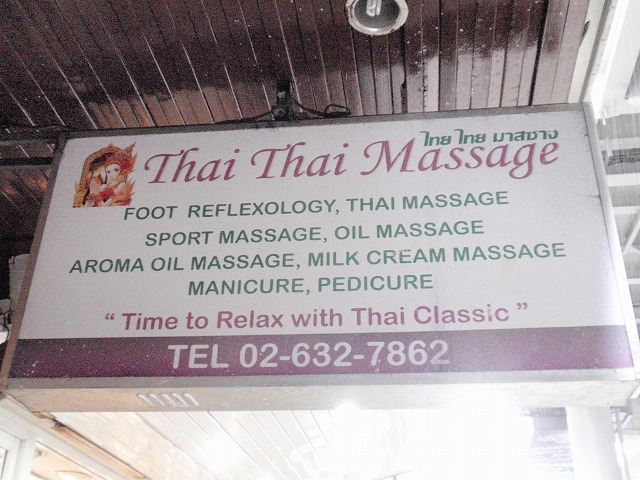 ไทย ไทย มาสซาจ
Thai Thai Massage
FOOT REFLEXOLOGY, THAI MASSAGE
SPORT MASSAGE, OIL MASSAGE
AROMA OIL MASSAGE, MILK CREAM MASSAGE
MANICURE, PEDICURE
“ Time to Relax with Thai Classic ”
TEL 02-632-7862